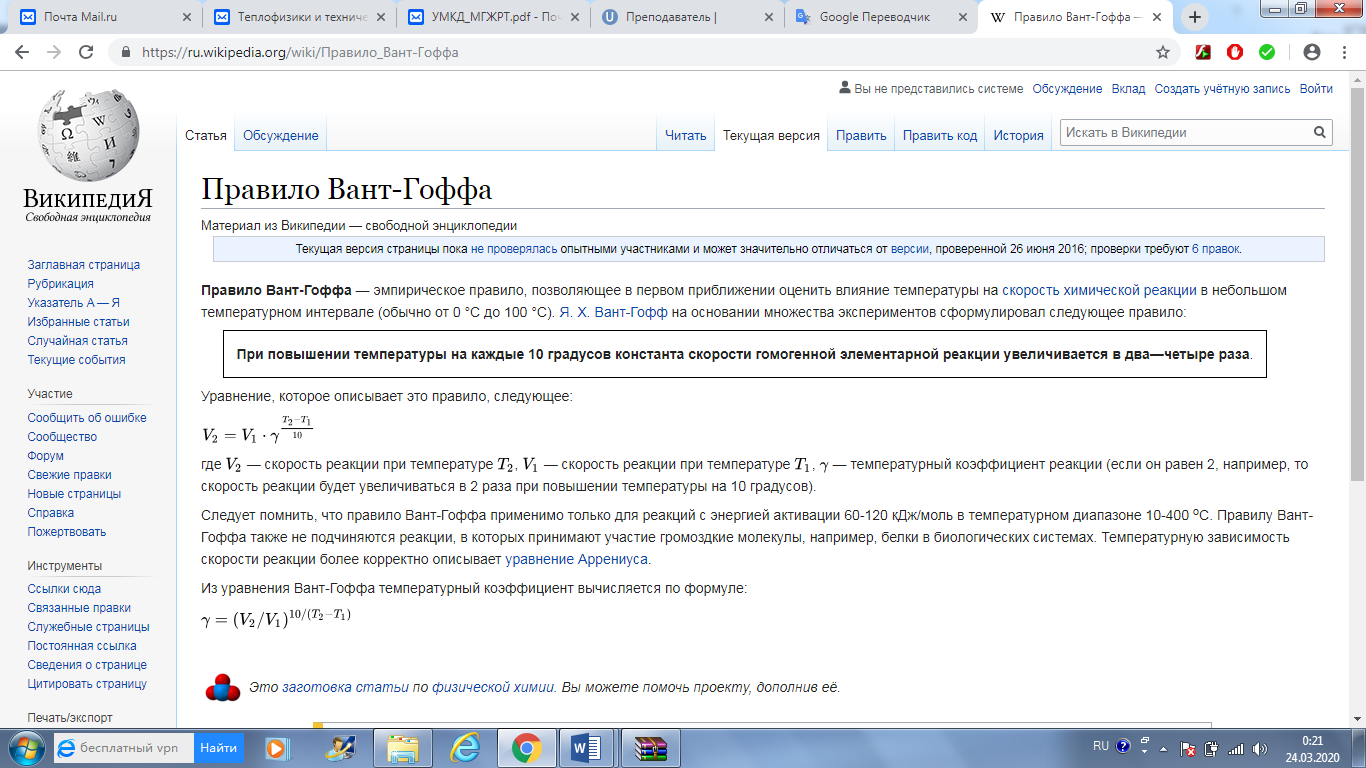 Почта Mail.ru
Теплофизики и техниче
УМКД_МГЖРТ.pdf - Поч
Преподаватель |
Google Переводчик
Правило Вант-Гоффа —
https://ru.wikipedia.org/wiki/Правило_Вант-Гоффа
Вы не представились системе Обсуждение Вклад Создать учётную запись Войти
Статья Обсуждение Читать Текущая версия Править Править код История Искать в Википедии
ВикипедиЯ
Свободная энциклопедия
Заглавная страница
Рубрикация
Указатель А — Я
Избранные статьи
Случайная статья
Текущие события
Участие
Сообщить об ошибке
Сообщество
Форум
Свежие правки
Новые страницы
Справка
Пожертвовать
Инструменты
Ссылки сюда
Связанные правки
Служебные страницы
Постоянная ссылка
Сведения о странице
Цитировать страницу
Печать/экспорт
Правило Вант-Гоффа
Материал из Википедии — свободной энциклопедии
Текущая версия страницы пока не проверялась опытными участниками и может значительно отличаться от версии, проверенной 26 июня 2016; проверки требуют 6 правок.
Правило Вант-Гоффа — эмпирическое правило, позволяющее в первом приближении оценить влияние температуры на скорость химической реакции в небольшом
температурном интервале (обычно от 0 °C до 100 °C). Я. Х. Вант-Гофф на основании множества экспериментов сформулировал следующее правило:
При повышении температуры на каждые 10 градусов константа скорости гомогенной элементарной реакции увеличивается в два—четыре раза.
Уравнение, которое описывает это правило, следующее:
V₂ = V₁ · γ^((T₂−T₁)/10)
где V₂ — скорость реакции при температуре T₂, V₁ — скорость реакции при температуре T₁, γ — температурный коэффициент реакции (если он равен 2, например, то
скорость реакции будет увеличиваться в 2 раза при повышении температуры на 10 градусов).
Следует помнить, что правило Вант-Гоффа применимо только для реакций с энергией активации 60-120 кДж/моль в температурном диапазоне 10-400 ºC. Правилу Вант-
Гоффа также не подчиняются реакции, в которых принимают участие громоздкие молекулы, например, белки в биологических системах. Температурную зависимость
скорости реакции более корректно описывает уравнение Аррениуса.
Из уравнения Вант-Гоффа температурный коэффициент вычисляется по формуле:
γ = (V₂/V₁)^(10/(T₂−T₁))
Это заготовка статьи по физической химии. Вы можете помочь проекту, дополнив её.
бесплатный vpn Найти
RU
0:21
24.03.2020